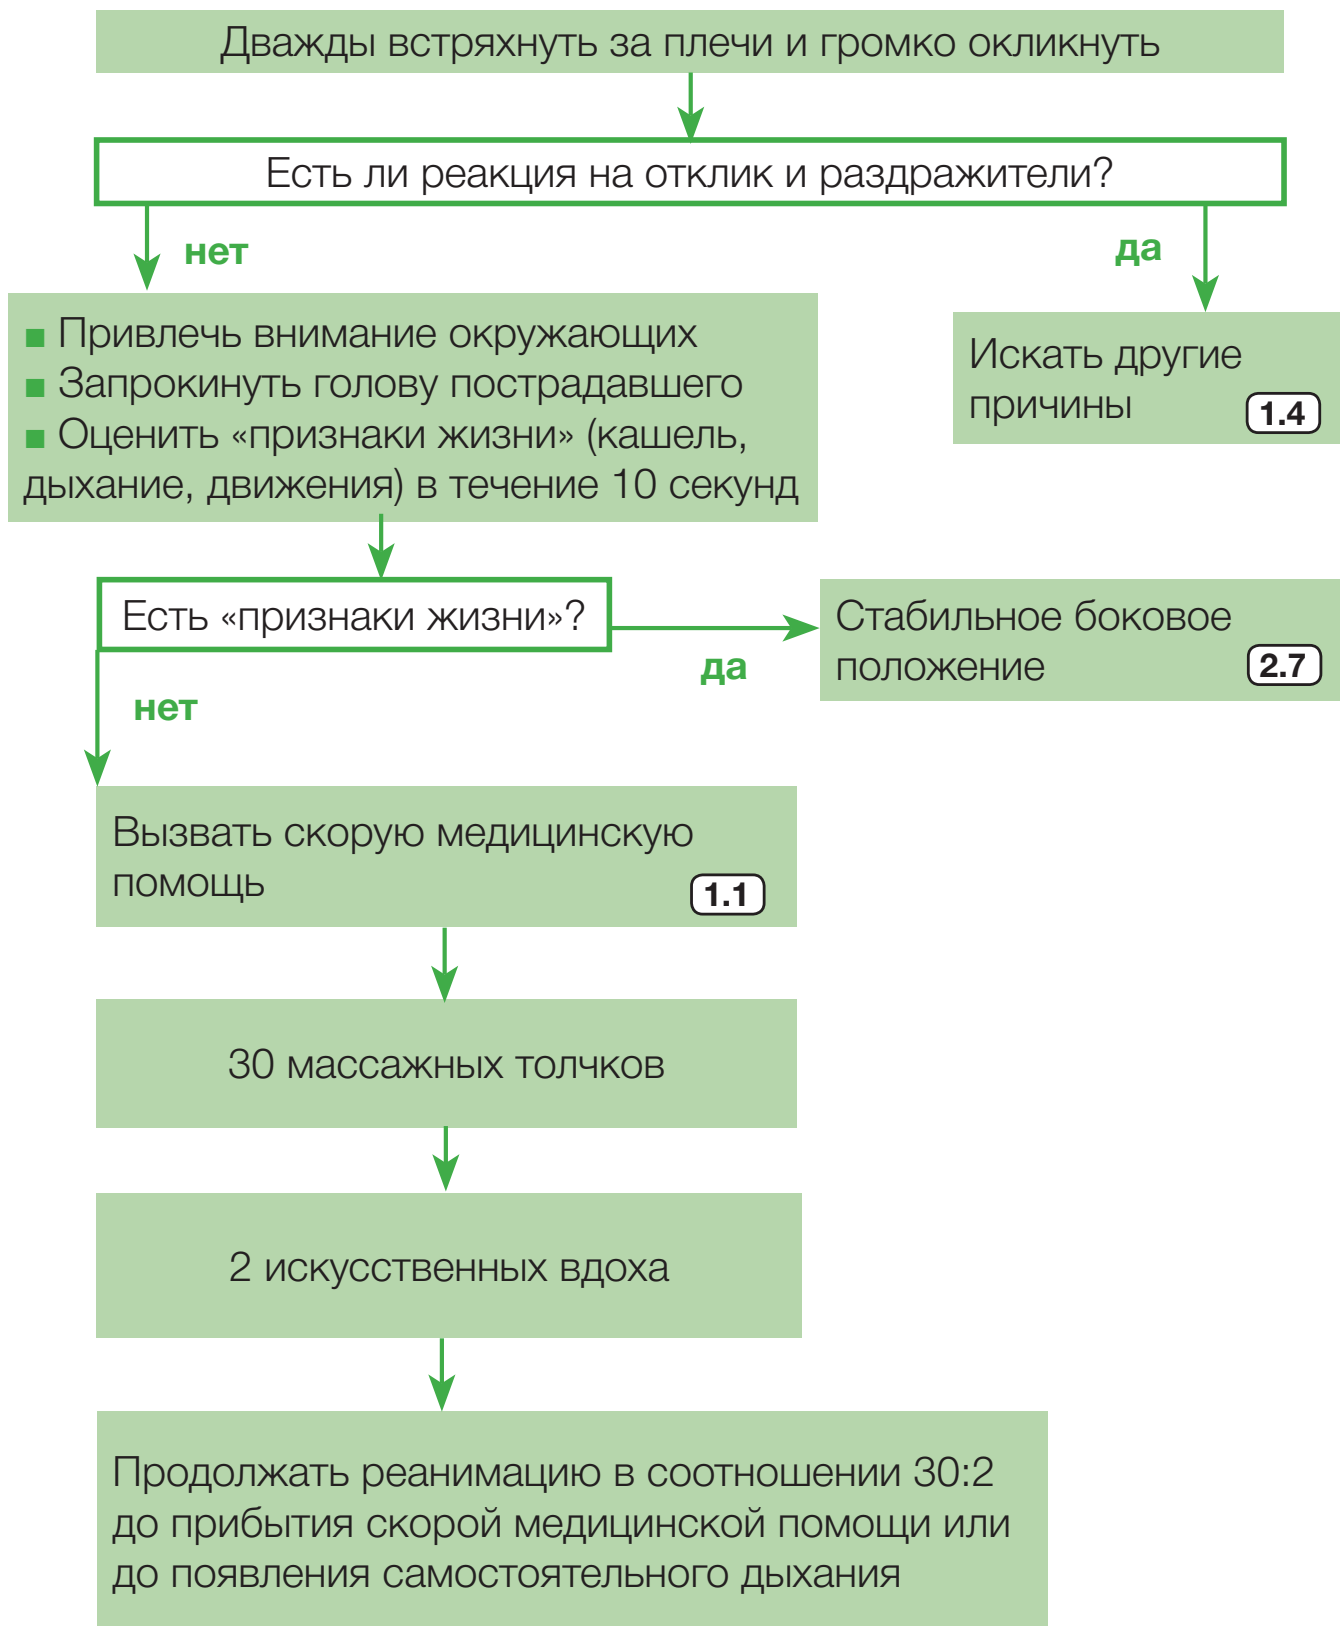 Дважды встряхнуть за плечи и громко окликнуть
Есть ли реакция на отклик и раздражители?
нет
да
■ Привлечь внимание окружающих
■ Запрокинуть голову пострадавшего
■ Оценить «признаки жизни» (кашель,
дыхание, движения) в течение 10 секунд
Искать другие
причины 1.4
Есть «признаки жизни»?
да
Стабильное боковое
положение 2.7
нет
Вызвать скорую медицинскую
помощь 1.1
30 массажных толчков
2 искусственных вдоха
Продолжать реанимацию в соотношении 30:2
до прибытия скорой медицинской помощи или
до появления самостоятельного дыхания